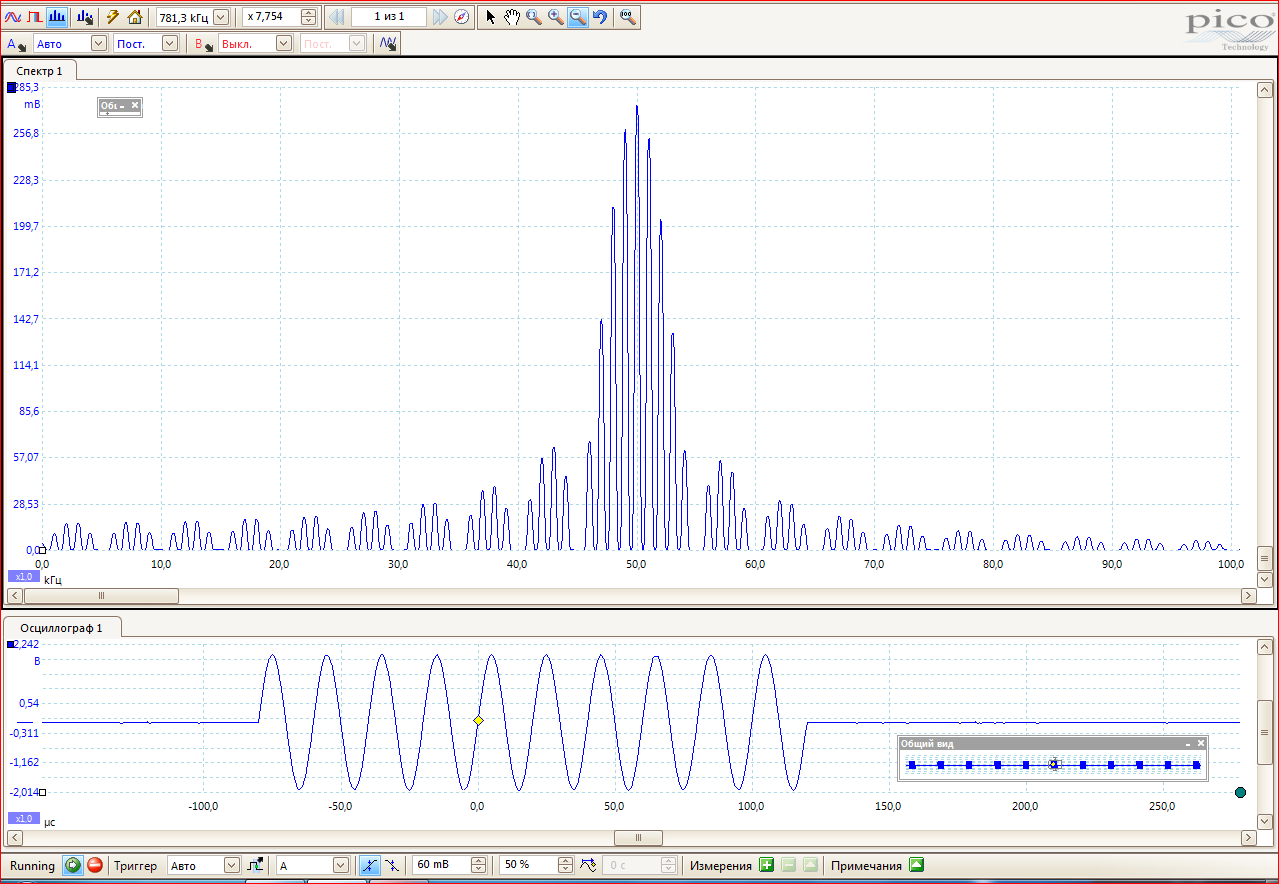 781,3 кГц x 7,754 1 из 1
pico
Technology
A Авто Пост. B Выкл. Пост.
Спектр 1
285,3
mB
256,8
228,3
199,7
171,2
142,7
114,1
85,6
57,07
28,53
0,0
0,0 10,0 20,0 30,0 40,0 50,0 60,0 70,0 80,0 90,0 100,0
x1,0
кГц
Осциллограф 1
2,242
В
0,54
-0,311
-1,162
-2,014
Общий вид
-100,0 -50,0 0,0 50,0 100,0 150,0 200,0 250,0
x1,0
µс
Running Триггер Авто A 60 mB 50 % 0 с Измерения Примечания